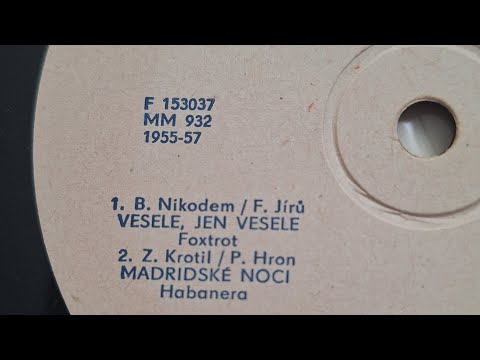 F 153037
MM 932
1955-57
1. B. Nikodem / F. Jírů
VESELE, JEN VESELE
Foxtrot
2. Z. Krotil / P. Hron
MADRIDSKÉ NOCI
Habanera